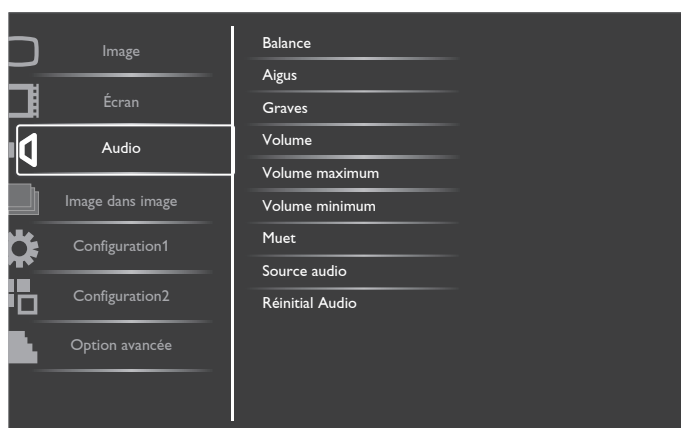 Image
Écran
Audio
Image dans image
Configuration1
Configuration2
Option avancée
Balance
Aigus
Graves
Volume
Volume maximum
Volume minimum
Muet
Source audio
Réinitial Audio